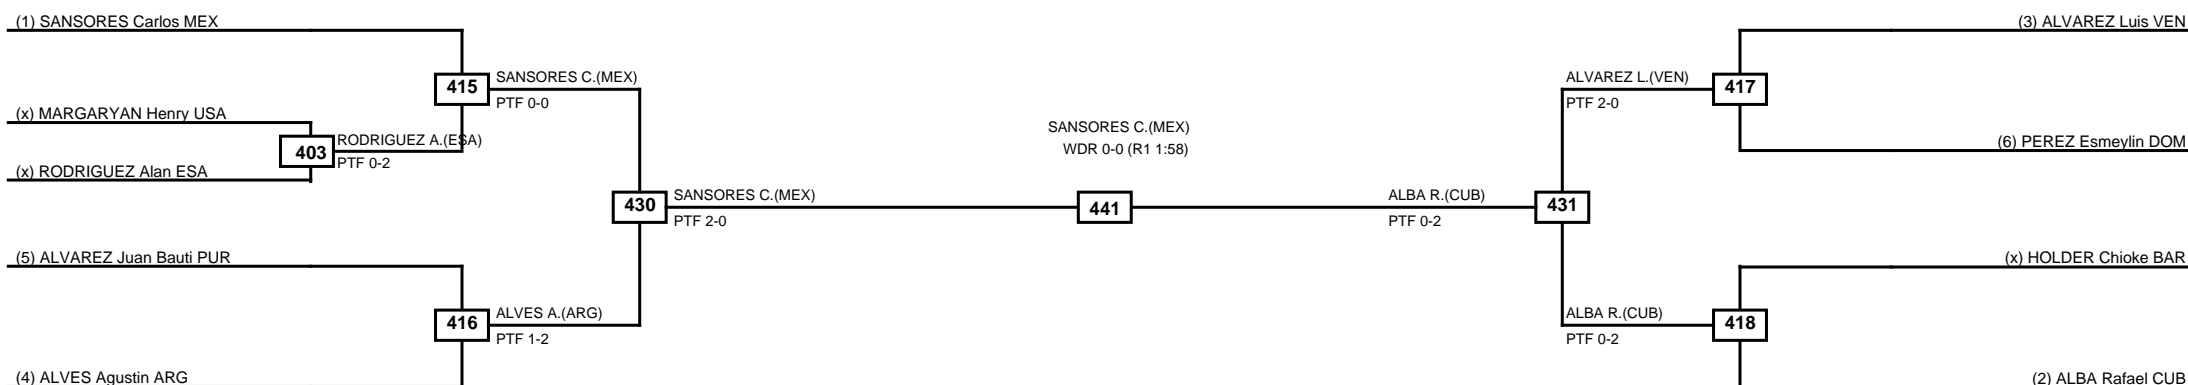 (1) SANSORES Carlos MEX
(3) ALVAREZ Luis VEN
415
SANSORES C.(MEX)
PTF 0-0
ALVAREZ L.(VEN)
PTF 2-0
417
(x) MARGARYAN Henry USA
SANSORES C.(MEX)
WDR 0-0 (R1 1:58)
403
RODRIGUEZ A.(ESA)
PTF 0-2
(6) PEREZ Esmeylin DOM
(x) RODRIGUEZ Alan ESA
430
SANSORES C.(MEX)
PTF 2-0
441
ALBA R.(CUB)
PTF 0-2
431
(5) ALVAREZ Juan Bauti PUR
(x) HOLDER Chioke BAR
416
ALVES A.(ARG)
PTF 1-2
ALBA R.(CUB)
PTF 0-2
418
(4) ALVES Agustin ARG
(2) ALBA Rafael CUB